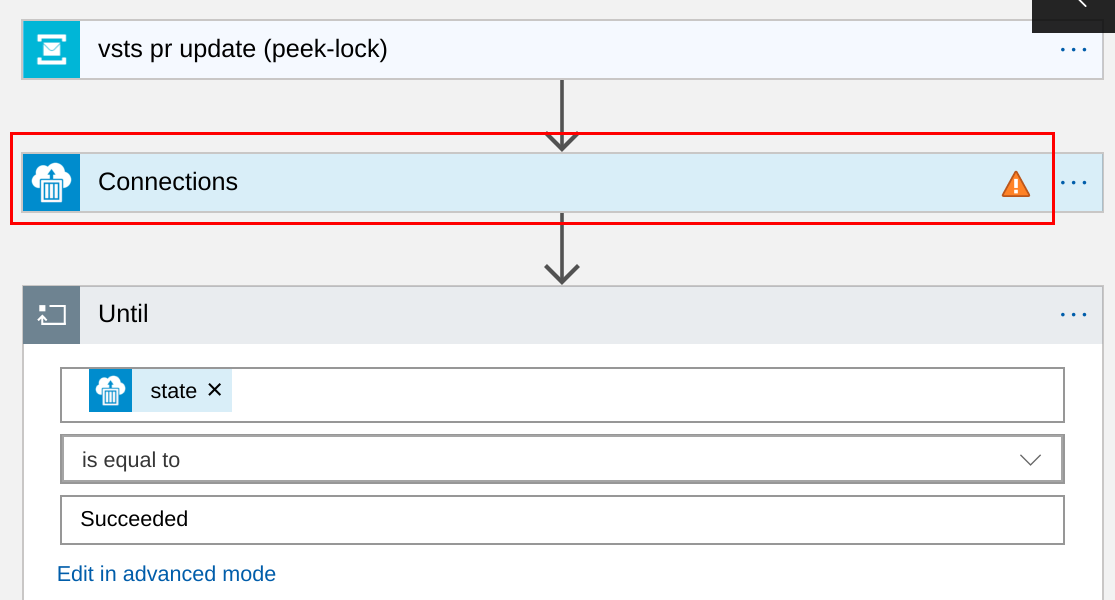 vsts pr update (peek-lock)
Connections
Until
state
is equal to
Succeeded
Edit in advanced mode